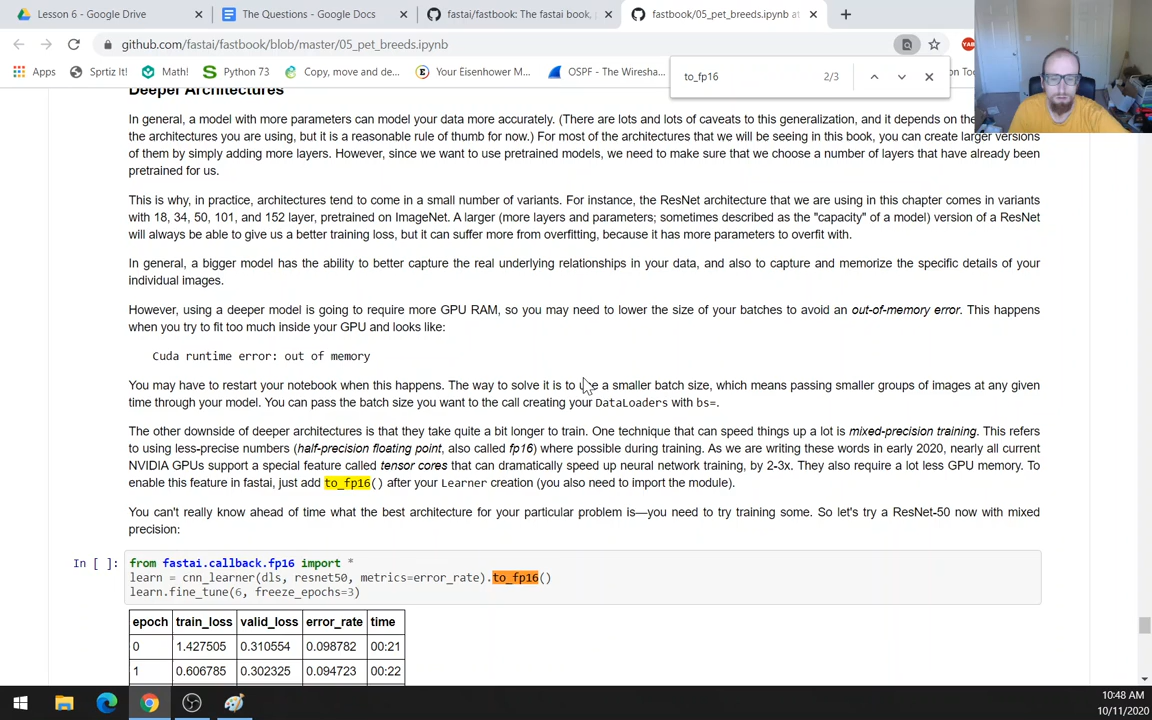 Lesson 6 - Google Drive
The Questions - Google Docs
fastai/fastbook: The fastai book,
fastbook/05_pet_breeds.ipynb at
github.com/fastai/fastbook/blob/master/05_pet_breeds.ipynb
Apps
Sprtiz It!
Math!
Python 73
Copy, move and de...
Your Eisenhower M...
OSPF - The Wiresha...
to_fp16
2/3
Deeper Architectures
In general, a model with more parameters can model your data more accurately. (There are lots and lots of caveats to this generalization, and it depends on the
the architectures you are using, but it is a reasonable rule of thumb for now.) For most of the architectures that we will be seeing in this book, you can create larger versions
of them by simply adding more layers. However, since we want to use pretrained models, we need to make sure that we choose a number of layers that have already been
pretrained for us.
This is why, in practice, architectures tend to come in a small number of variants. For instance, the ResNet architecture that we are using in this chapter comes in variants
with 18, 34, 50, 101, and 152 layer, pretrained on ImageNet. A larger (more layers and parameters; sometimes described as the "capacity" of a model) version of a ResNet
will always be able to give us a better training loss, but it can suffer more from overfitting, because it has more parameters to overfit with.
In general, a bigger model has the ability to better capture the real underlying relationships in your data, and also to capture and memorize the specific details of your
individual images.
However, using a deeper model is going to require more GPU RAM, so you may need to lower the size of your batches to avoid an out-of-memory error. This happens
when you try to fit too much inside your GPU and looks like:
Cuda runtime error: out of memory
You may have to restart your notebook when this happens. The way to solve it is to use a smaller batch size, which means passing smaller groups of images at any given
time through your model. You can pass the batch size you want to the call creating your DataLoaders with bs=.
The other downside of deeper architectures is that they take quite a bit longer to train. One technique that can speed things up a lot is mixed-precision training. This refers
to using less-precise numbers (half-precision floating point, also called fp16) where possible during training. As we are writing these words in early 2020, nearly all current
NVIDIA GPUs support a special feature called tensor cores that can dramatically speed up neural network training, by 2-3x. They also require a lot less GPU memory. To
enable this feature in fastai, just add to_fp16() after your Learner creation (you also need to import the module).
You can't really know ahead of time what the best architecture for your particular problem is—you need to try training some. So let's try a ResNet-50 now with mixed
precision:
In [ ]: from fastai.callback.fp16 import *
learn = cnn_learner(dls, resnet50, metrics=error_rate).to_fp16()
learn.fine_tune(6, freeze_epochs=3)
epoch train_loss valid_loss error_rate time
0 1.427505 0.310554 0.098782 00:21
1 0.606785 0.302325 0.094723 00:22
10:48 AM
10/11/2020